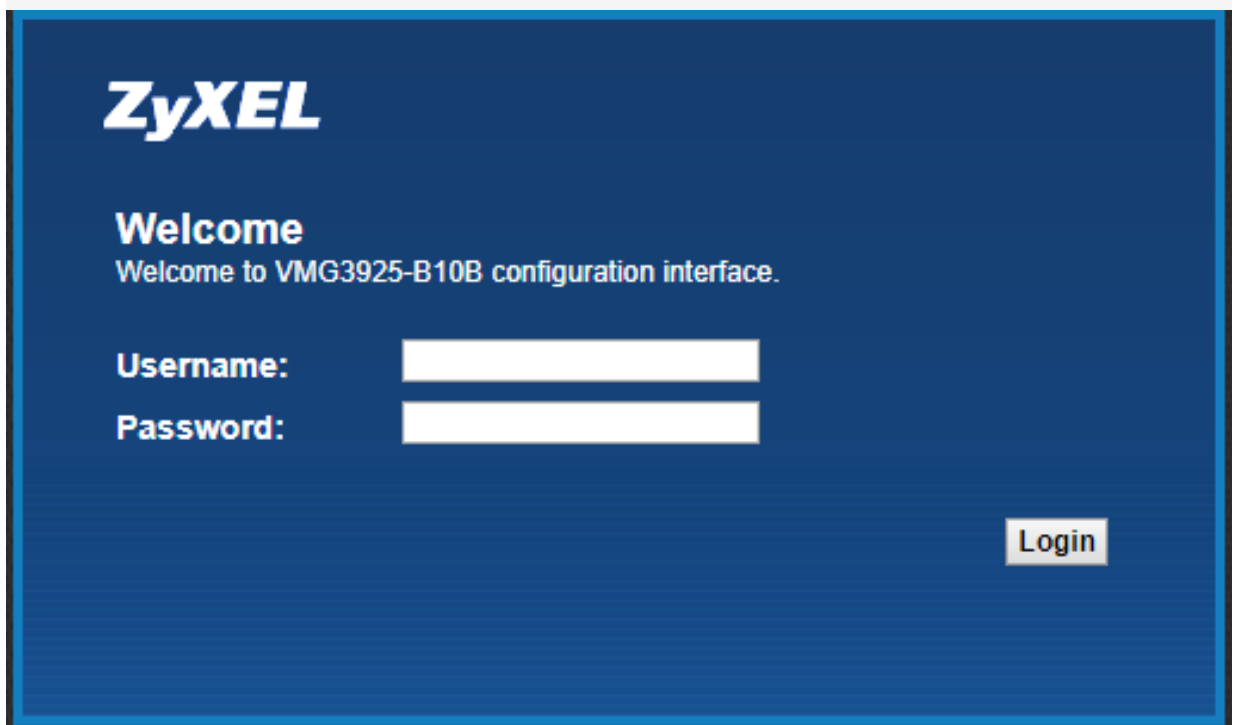 ZyXEL
Welcome
Welcome to VMG3925-B10B configuration interface.
Username:
Password:
Login